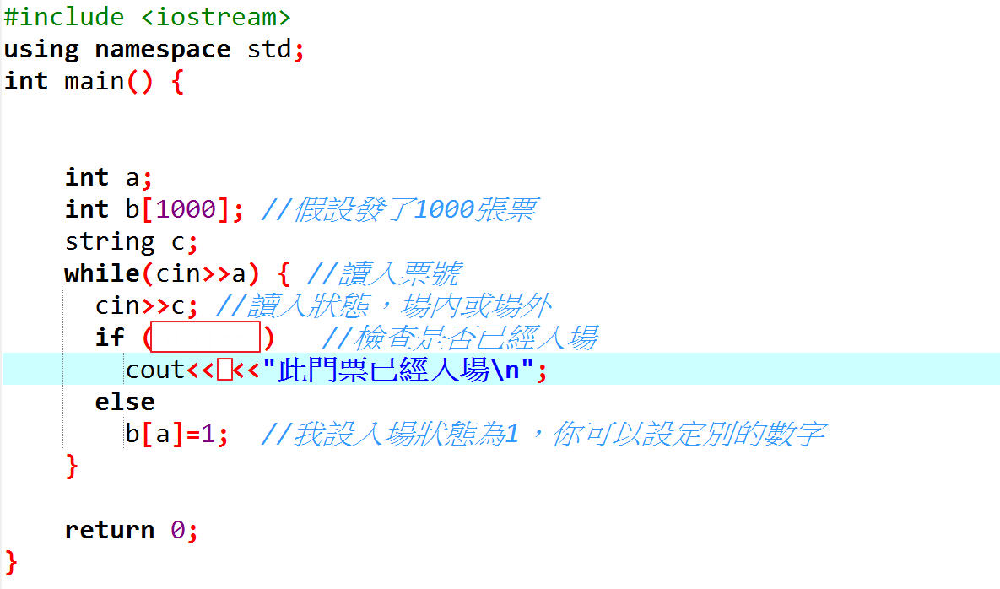 #include <iostream>
using namespace std;
int main() {
int a;
int b[1000]; //假設發了1000張票
string c;
while(cin>>a) { //讀入票號
cin>>c; //讀入狀態，場內或場外
if ( ) //檢查是否已經入場
cout<< <<"此門票已經入場\n";
else
b[a]=1; //我設入場狀態為1，你可以設定別的數字
}
return 0;
}